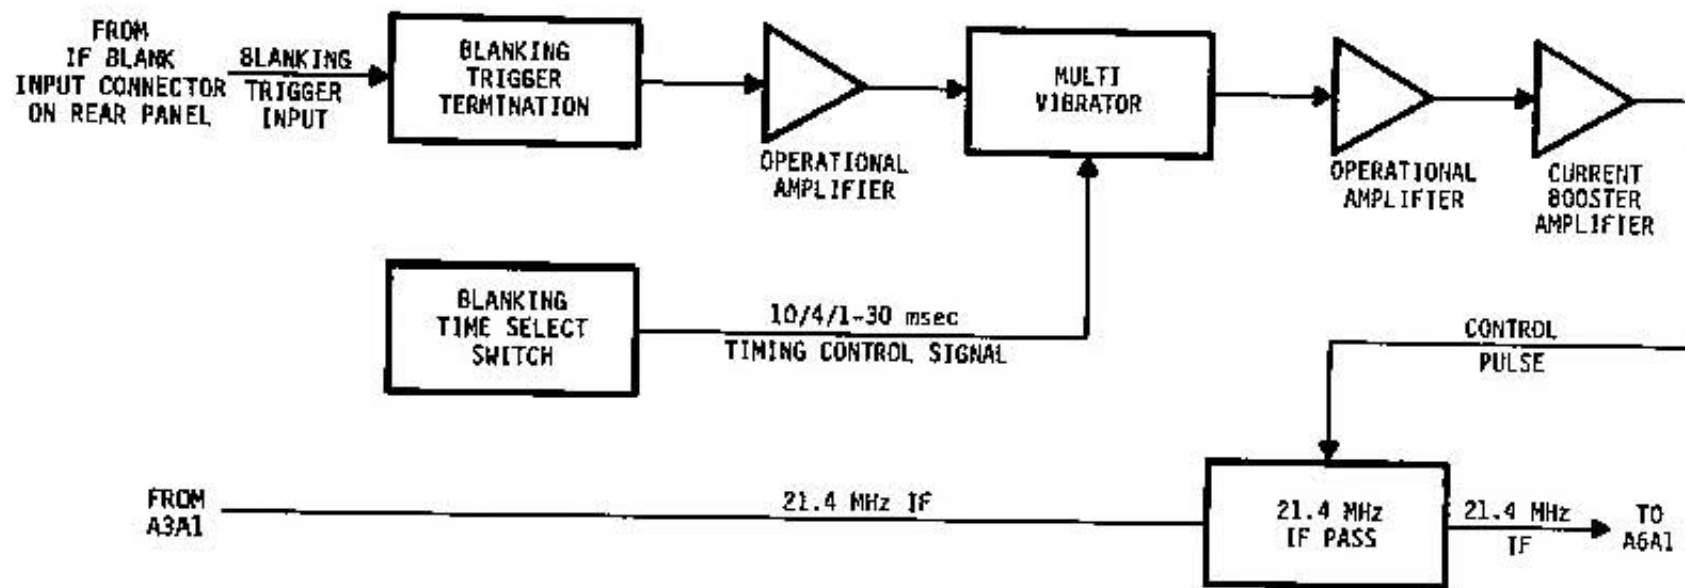 FROM
IF BLANK
INPUT CONNECTOR
ON REAR PANEL
BLANKING
TRIGGER
INPUT
BLANKING
TRIGGER
TERMINATION
OPERATIONAL
AMPLIFIER
MULTI
VIBRATOR
OPERATIONAL
AMPLIFIER
CURRENT
BOOSTER
AMPLIFIER
BLANKING
TIME SELECT
SWITCH
10/4/1-30 msec
TIMING CONTROL SIGNAL
CONTROL
PULSE
FROM
A3A1
21.4 MHz IF
21.4 MHz
IF PASS
21.4 MHz
IF
TO
A6A1